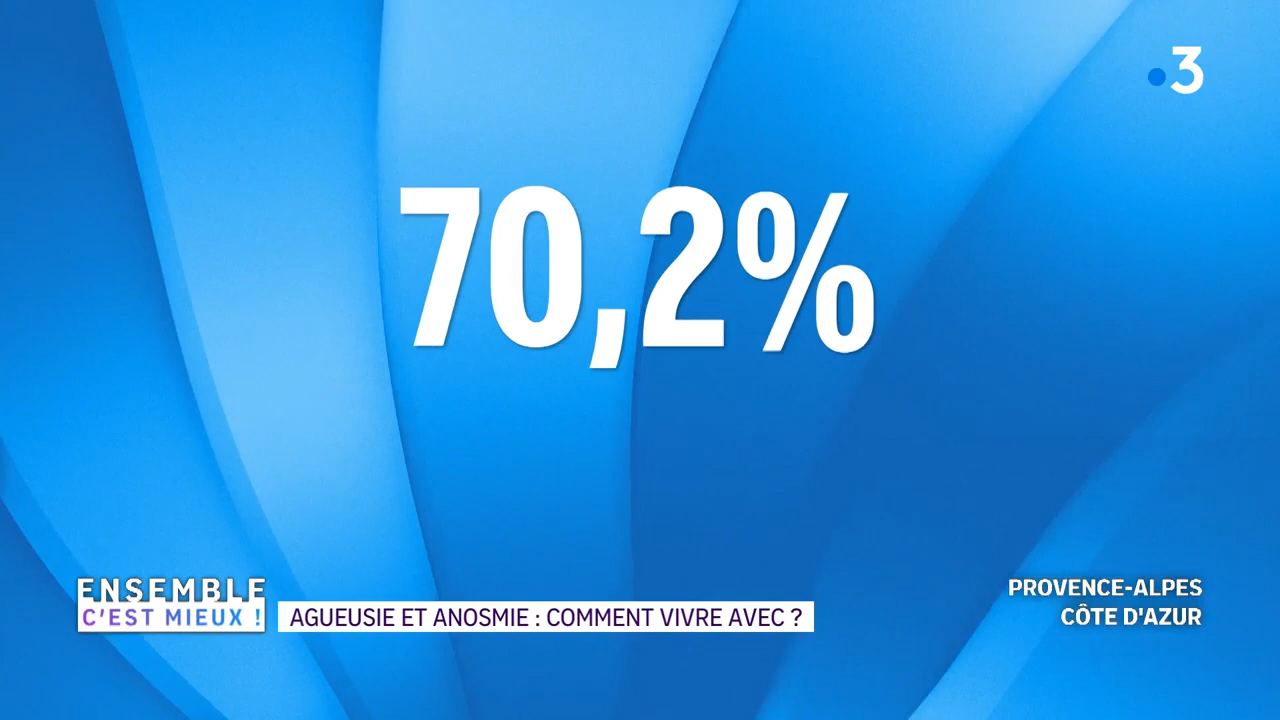 3
70,2%
ENSEMBLE
C'EST MIEUX !
AGUEUSIE ET ANOSMIE : COMMENT VIVRE AVEC ?
PROVENCE-ALPES
CÔTE D'AZUR